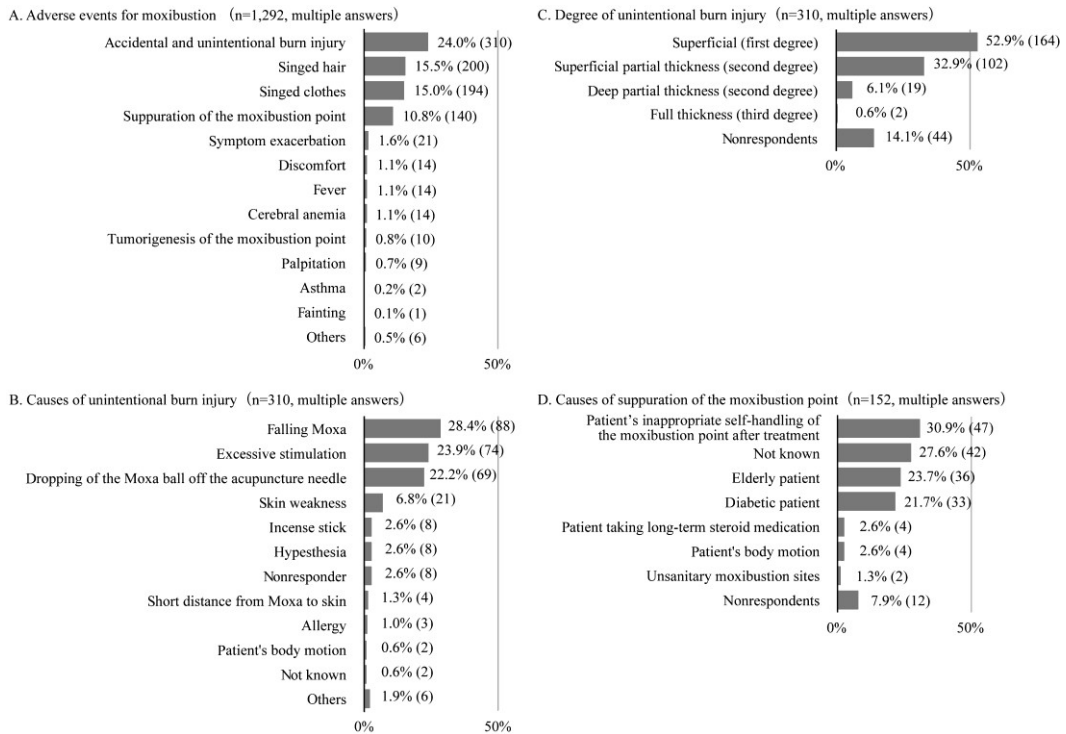 A. Adverse events for moxibustion (n=1,292, multiple answers)
Accidental and unintentional burn injury 24.0% (310)
Singed hair 15.5% (200)
Singed clothes 15.0% (194)
Suppuration of the moxibustion point 10.8% (140)
Symptom exacerbation 1.6% (21)
Discomfort 1.1% (14)
Fever 1.1% (14)
Cerebral anemia 1.1% (14)
Tumorigenesis of the moxibustion point 0.8% (10)
Palpitation 0.7% (9)
Asthma 0.2% (2)
Fainting 0.1% (1)
Others 0.5% (6)
0% 50%
B. Causes of unintentional burn injury (n=310, multiple answers)
Falling Moxa 28.4% (88)
Excessive stimulation 23.9% (74)
Dropping of the Moxa ball off the acupuncture needle 22.2% (69)
Skin weakness 6.8% (21)
Incense stick 2.6% (8)
Hypesthesia 2.6% (8)
Nonresponder 2.6% (8)
Short distance from Moxa to skin 1.3% (4)
Allergy 1.0% (3)
Patient's body motion 0.6% (2)
Not known 0.6% (2)
Others 1.9% (6)
0% 50%
C. Degree of unintentional burn injury (n=310, multiple answers)
Superficial (first degree) 52.9% (164)
Superficial partial thickness (second degree) 32.9% (102)
Deep partial thickness (second degree) 6.1% (19)
Full thickness (third degree) 0.6% (2)
Nonrespondents 14.1% (44)
0% 50%
D. Causes of suppuration of the moxibustion point (n=152, multiple answers)
Patient’s inappropriate self-handling of
the moxibustion point after treatment 30.9% (47)
Not known 27.6% (42)
Elderly patient 23.7% (36)
Diabetic patient 21.7% (33)
Patient taking long-term steroid medication 2.6% (4)
Patient's body motion 2.6% (4)
Unsanitary moxibustion sites 1.3% (2)
Nonrespondents 7.9% (12)
0% 50%